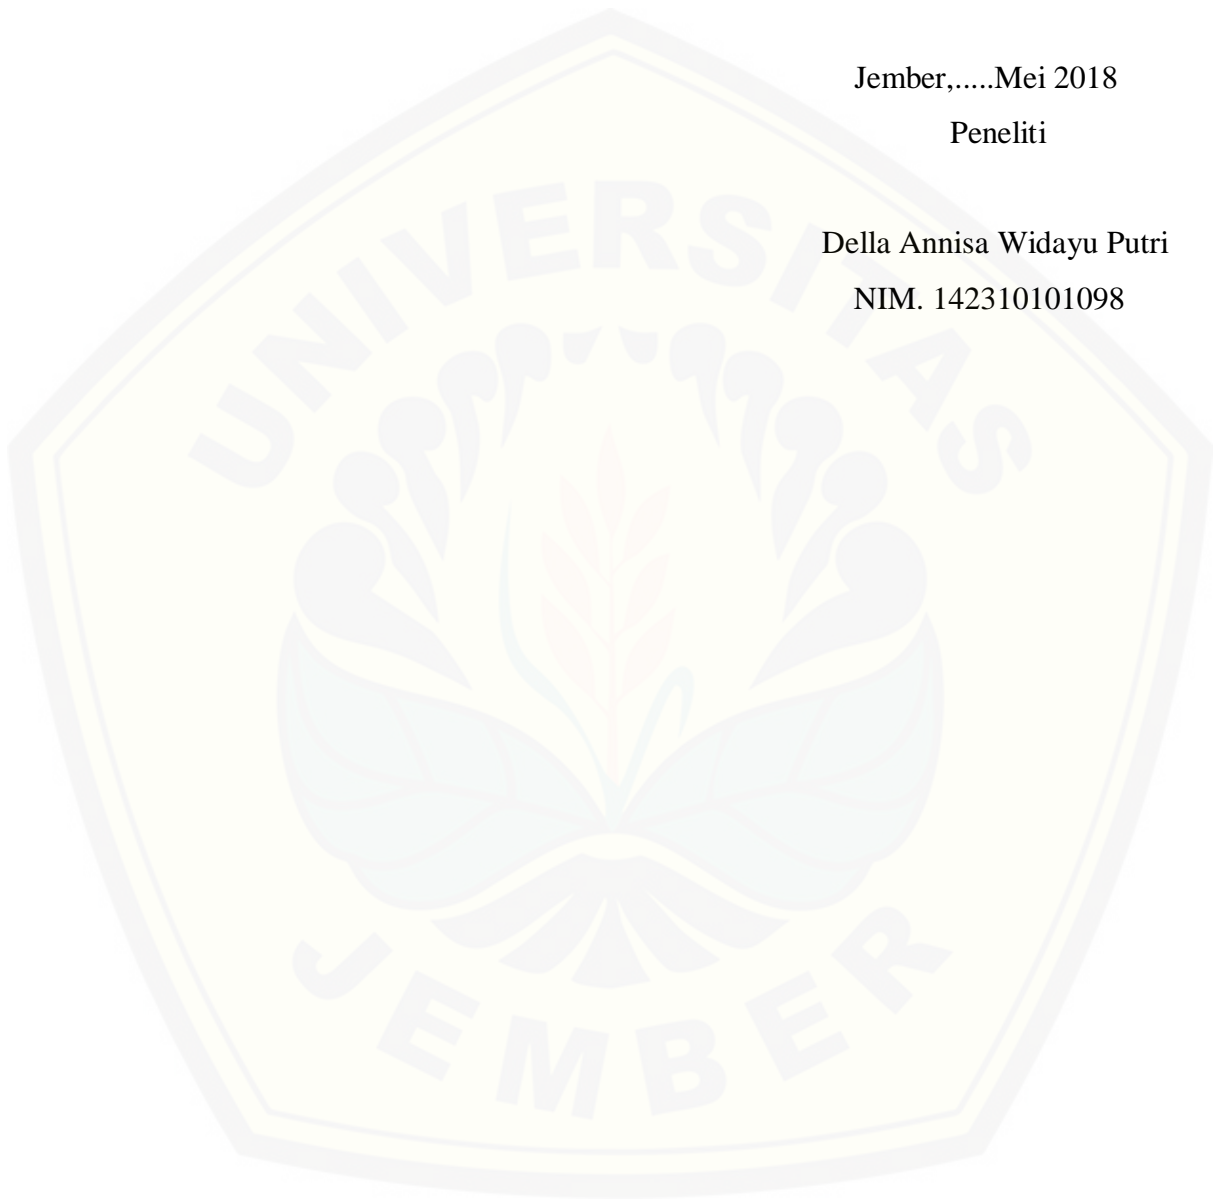 Jember,.....Mei 2018
Peneliti
Della Annisa Widayu Putri
NIM. 142310101098
UNIVERSITAS
JEMBER